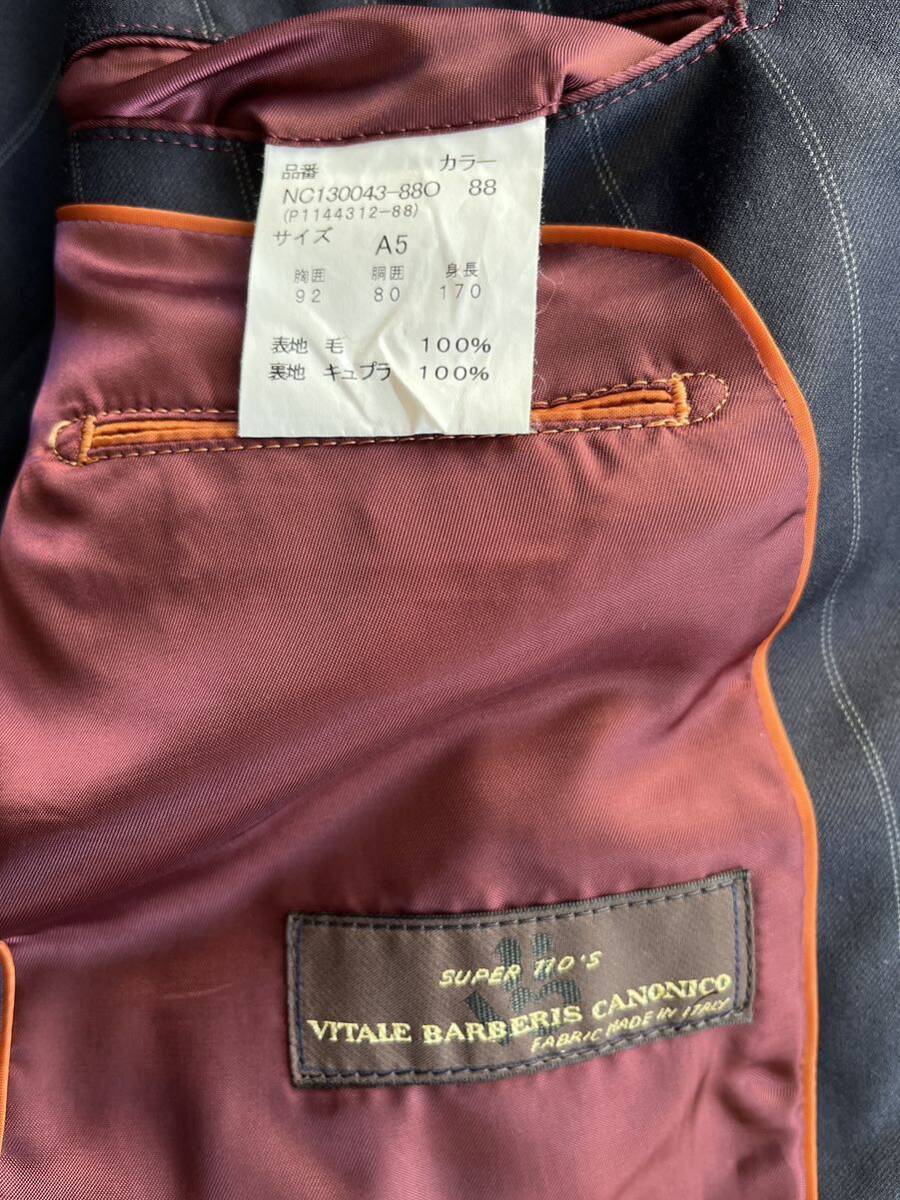 品番 カラー
NC130043-88O 88
(P1144312-88)
サイズ A5
胸囲 胴囲 身長
92 80 170
表地 毛 100%
裏地 キュプラ 100%
SUPER 110'S
VITALE BARBERIS CANONICO
FABRIC MADE IN ITALY